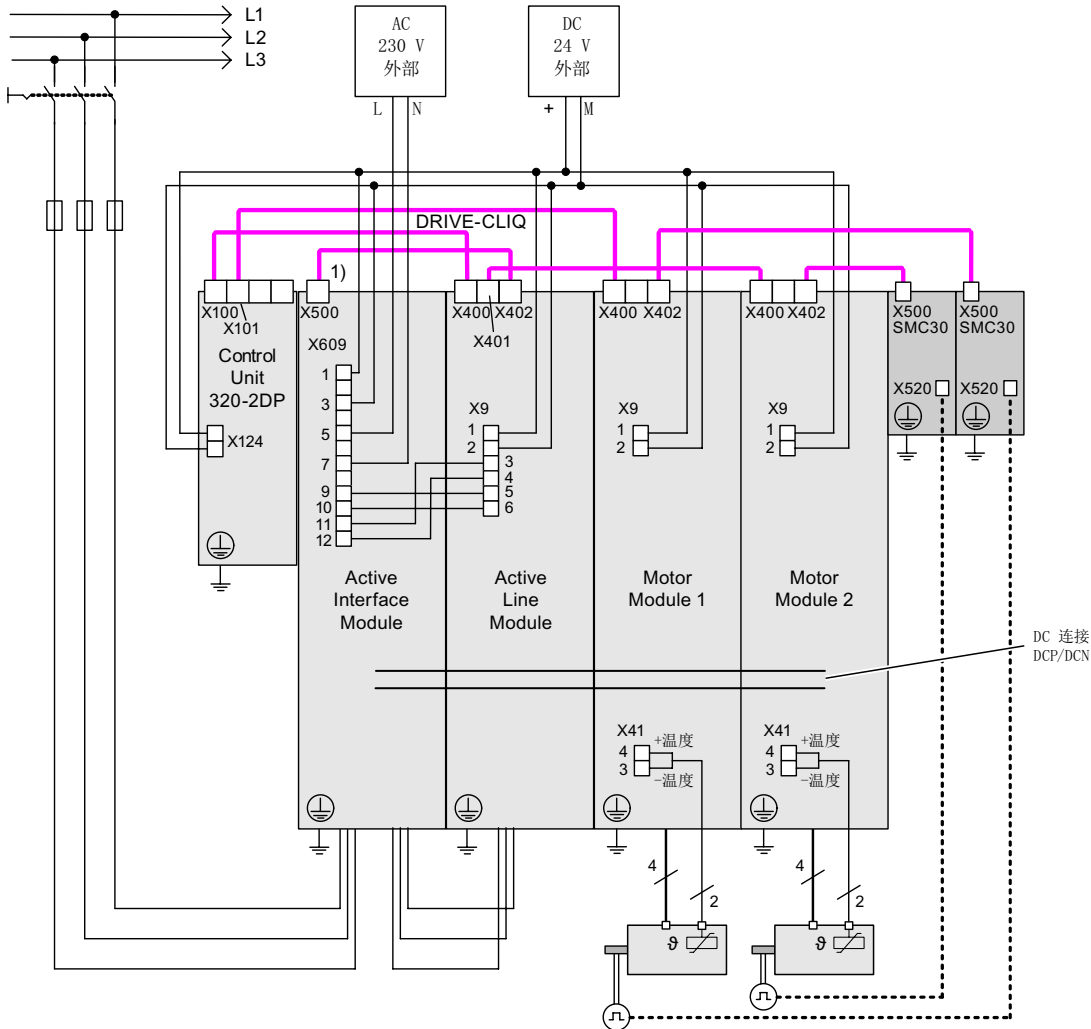 L1
L2
L3
AC
230 V
外部
DC
24 V
外部
L
N
+
M
DRIVE-CLIQ
1)
X100
X101
X500
X400
X402
X401
X400
X402
X400
X402
X500
SMC30
X500
SMC30
Control
Unit
320-2DP
X124
X609
1
3
5
7
9
10
11
12
X9
1
2
3
4
5
6
X9
1
2
X9
1
2
X520
X520
Active
Interface
Module
Active
Line
Module
Motor
Module 1
Motor
Module 2
DC 连接
DCP/DCN
X41
4
3
+温度
-温度
X41
4
3
+温度
-温度
4
2
4
2
ϑ
ϑ